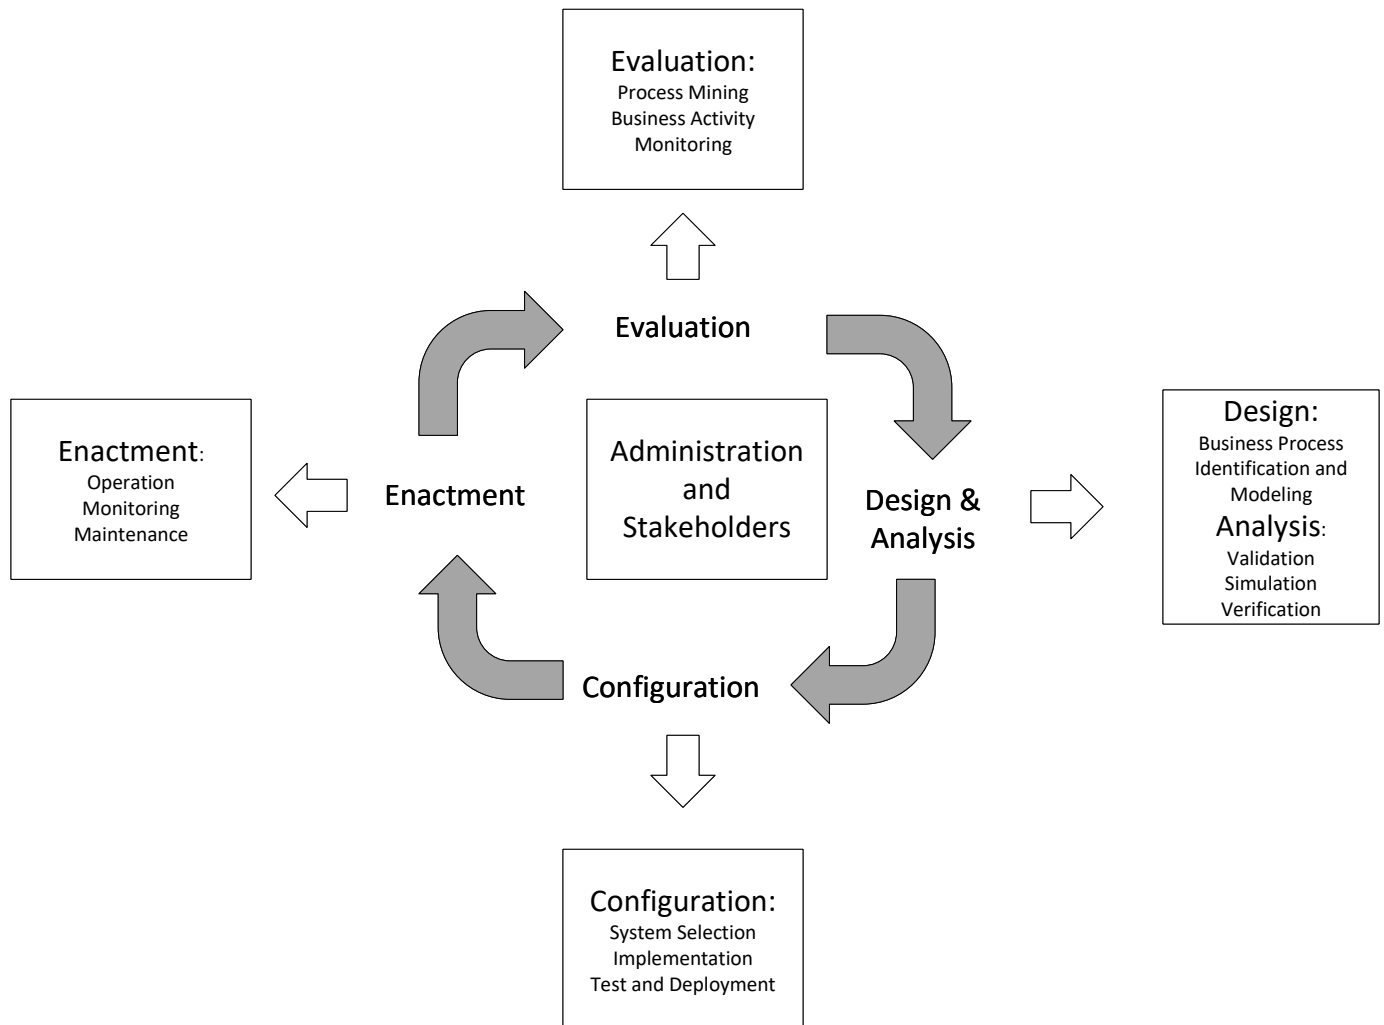 Evaluation:
Process Mining
Business Activity
Monitoring
Evaluation
Enactment:
Operation
Monitoring
Maintenance
Enactment
Administration
and
Stakeholders
Design &
Analysis
Design:
Business Process
Identification and
Modeling
Analysis:
Validation
Simulation
Verification
Configuration
Configuration:
System Selection
Implementation
Test and Deployment